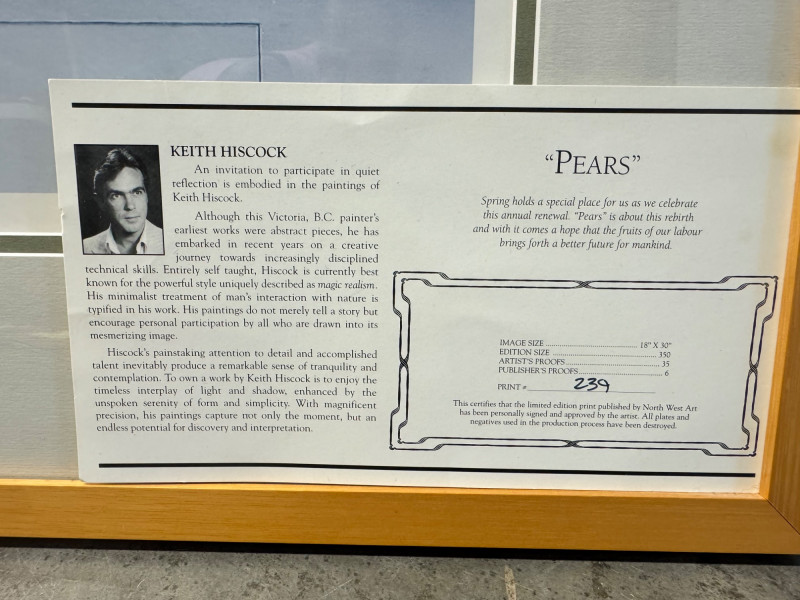 KEITH HISCOCK
An invitation to participate in quiet
reflection is embodied in the paintings of
Keith Hiscock.
Although this Victoria, B.C. painter's
earliest works were abstract pieces, he has
embarked in recent years on a creative
journey towards increasingly disciplined
technical skills. Entirely self taught, Hiscock is currently best
known for the powerful style uniquely described as magic realism.
His minimalist treatment of man's interaction with nature is
typified in his work. His paintings do not merely tell a story but
encourage personal participation by all who are drawn into its
mesmerizing image.
Hiscock's painstaking attention to detail and accomplished
talent inevitably produce a remarkable sense of tranquility and
contemplation. To own a work by Keith Hiscock is to enjoy the
timeless interplay of light and shadow, enhanced by the
unspoken serenity of form and simplicity. With magnificent
precision, his paintings capture not only the moment, but an
endless potential for discovery and interpretation.
"PEARS"
Spring holds a special place for us as we celebrate
this annual renewal. "Pears" is about this rebirth
and with it comes a hope that the fruits of our labour
brings forth a better future for mankind.
IMAGE SIZE ........................ 18" X 30"
EDITION SIZE ........................ 350
ARTIST'S PROOFS ........................ 35
PUBLISHER'S PROOFS ........................ 6
PRINT # 239
This certifies that the limited edition print published by North West Art
has been personally signed and approved by the artist. All plates and
negatives used in the production process have been destroyed.